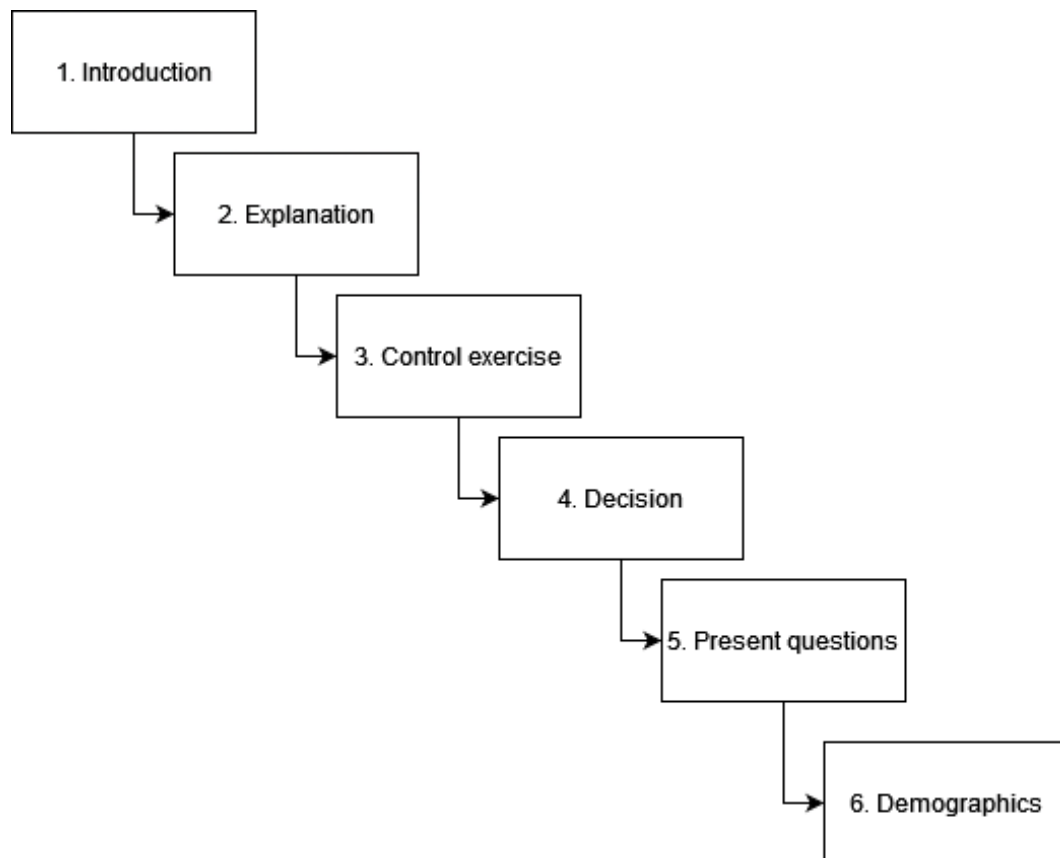 1. Introduction
2. Explanation
3. Control exercise
4. Decision
5. Present questions
6. Demographics